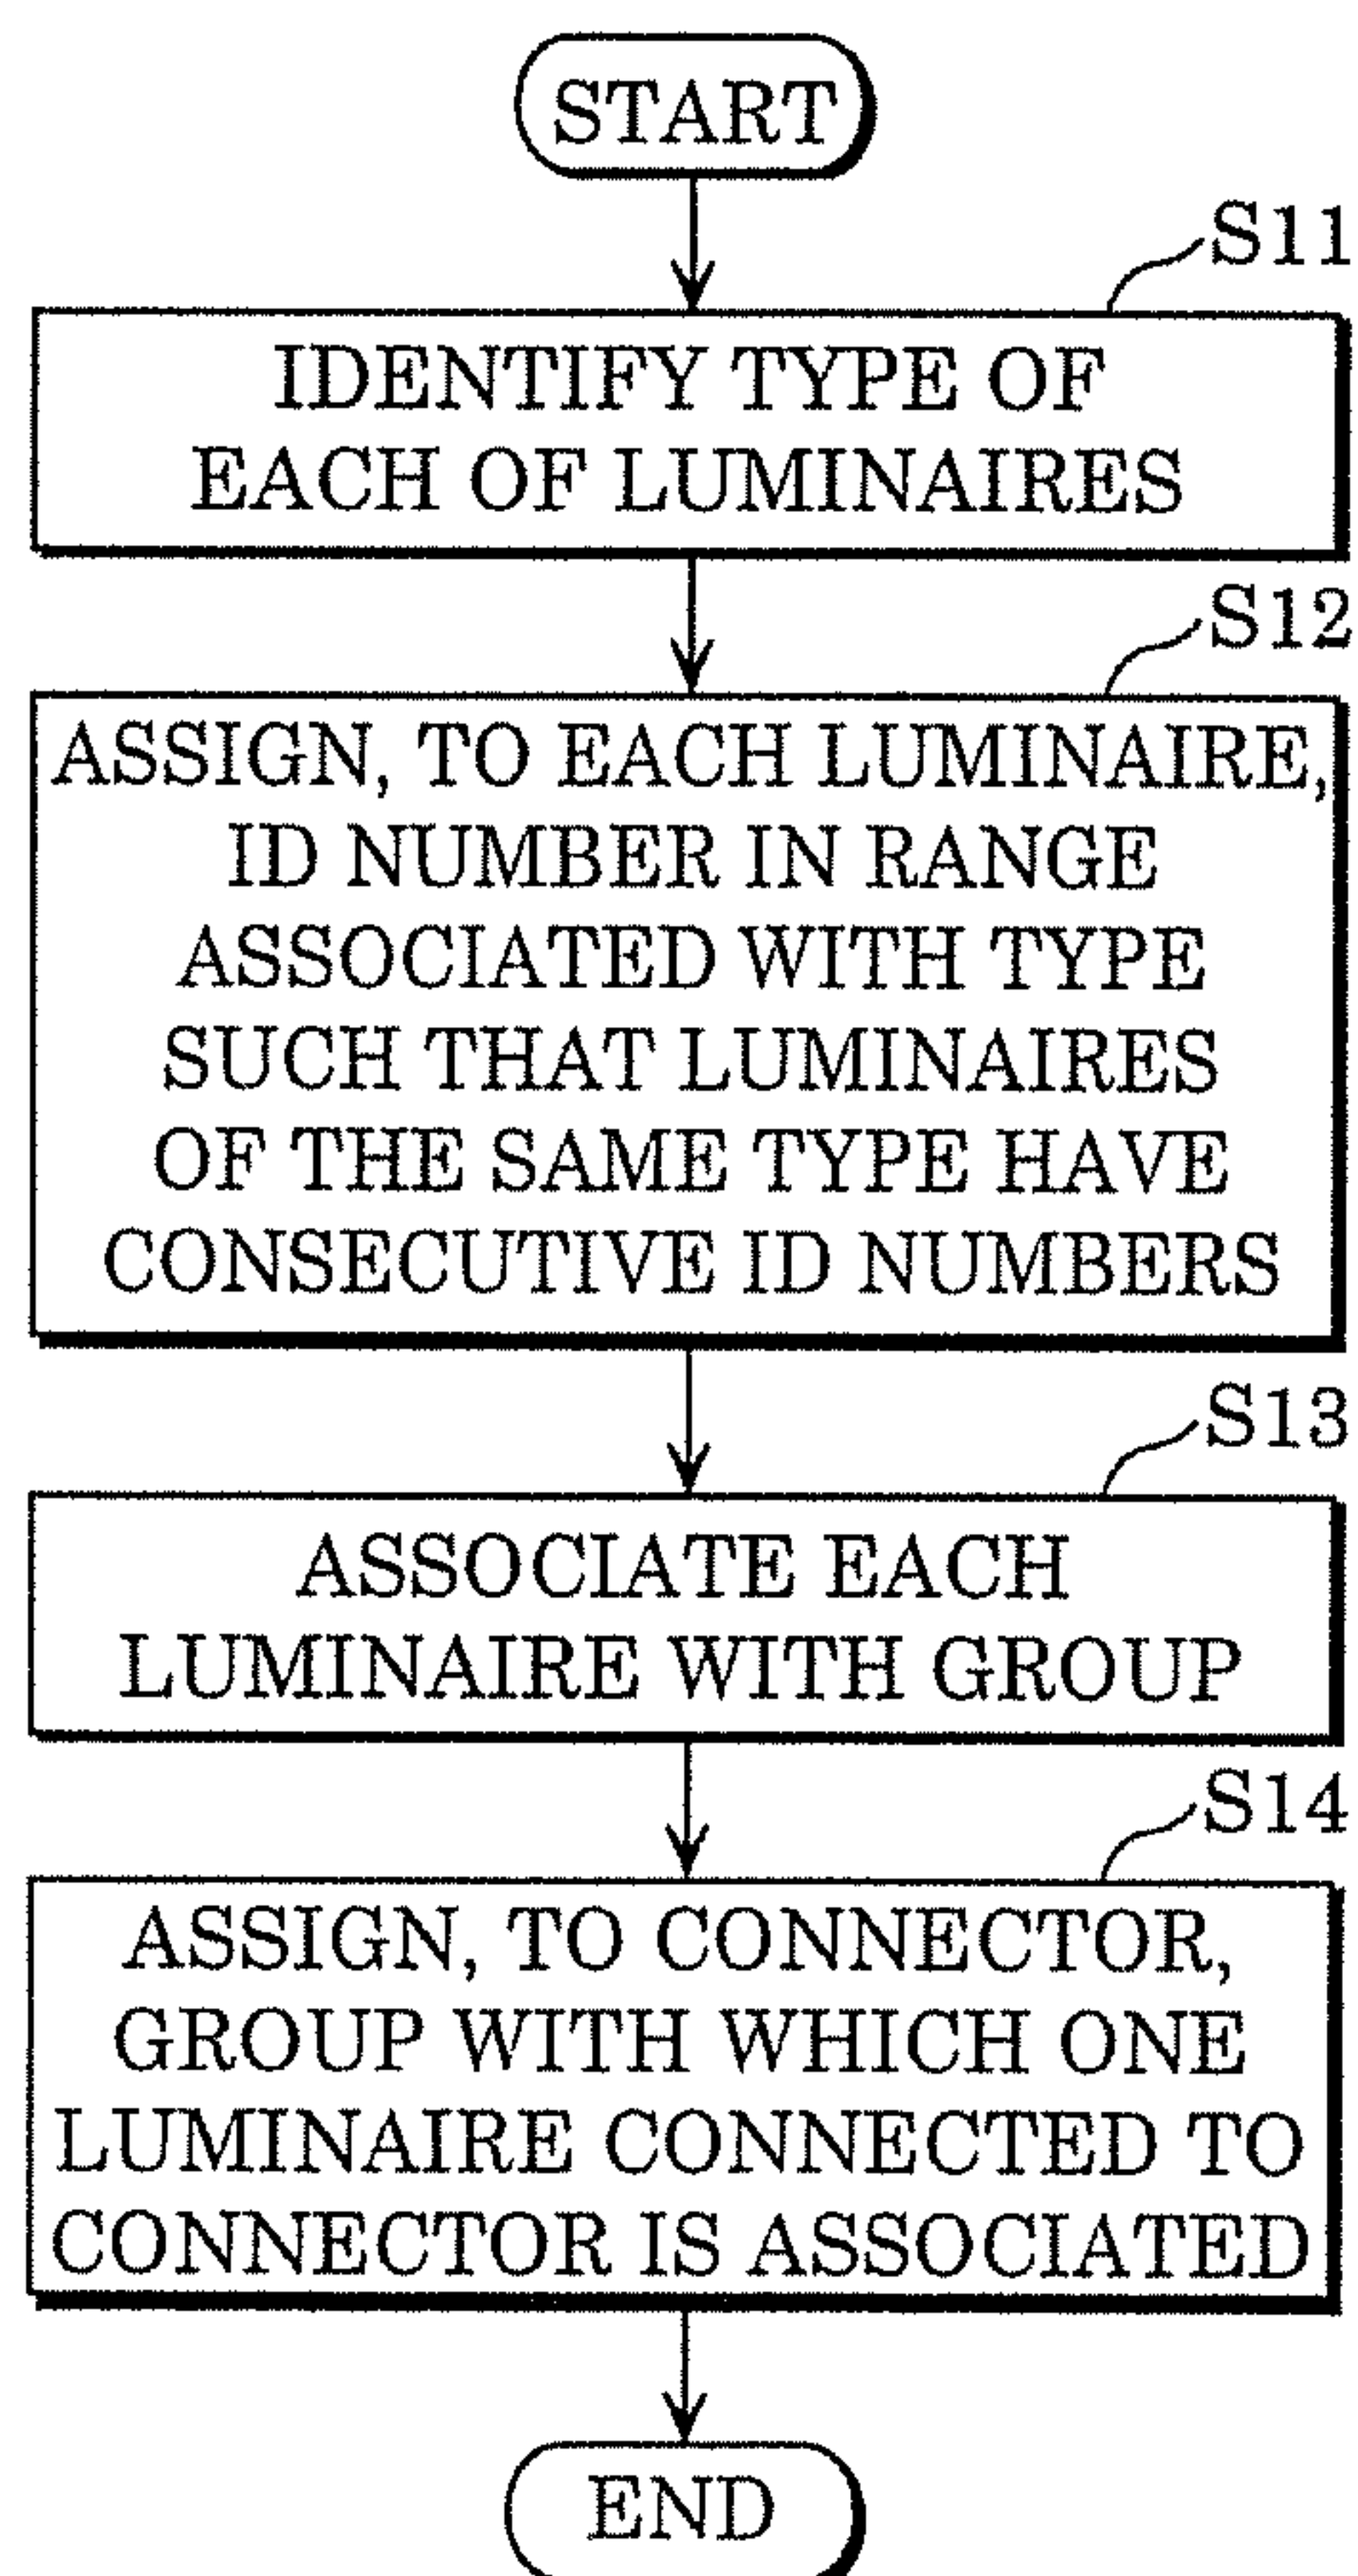 START
S11
IDENTIFY TYPE OF
EACH OF LUMINAIRES
S12
ASSIGN, TO EACH LUMINAIRE,
ID NUMBER IN RANGE
ASSOCIATED WITH TYPE
SUCH THAT LUMINAIRES
OF THE SAME TYPE HAVE
CONSECUTIVE ID NUMBERS
S13
ASSOCIATE EACH
LUMINAIRE WITH GROUP
S14
ASSIGN, TO CONNECTOR,
GROUP WITH WHICH ONE
LUMINAIRE CONNECTED TO
CONNECTOR IS ASSOCIATED
END